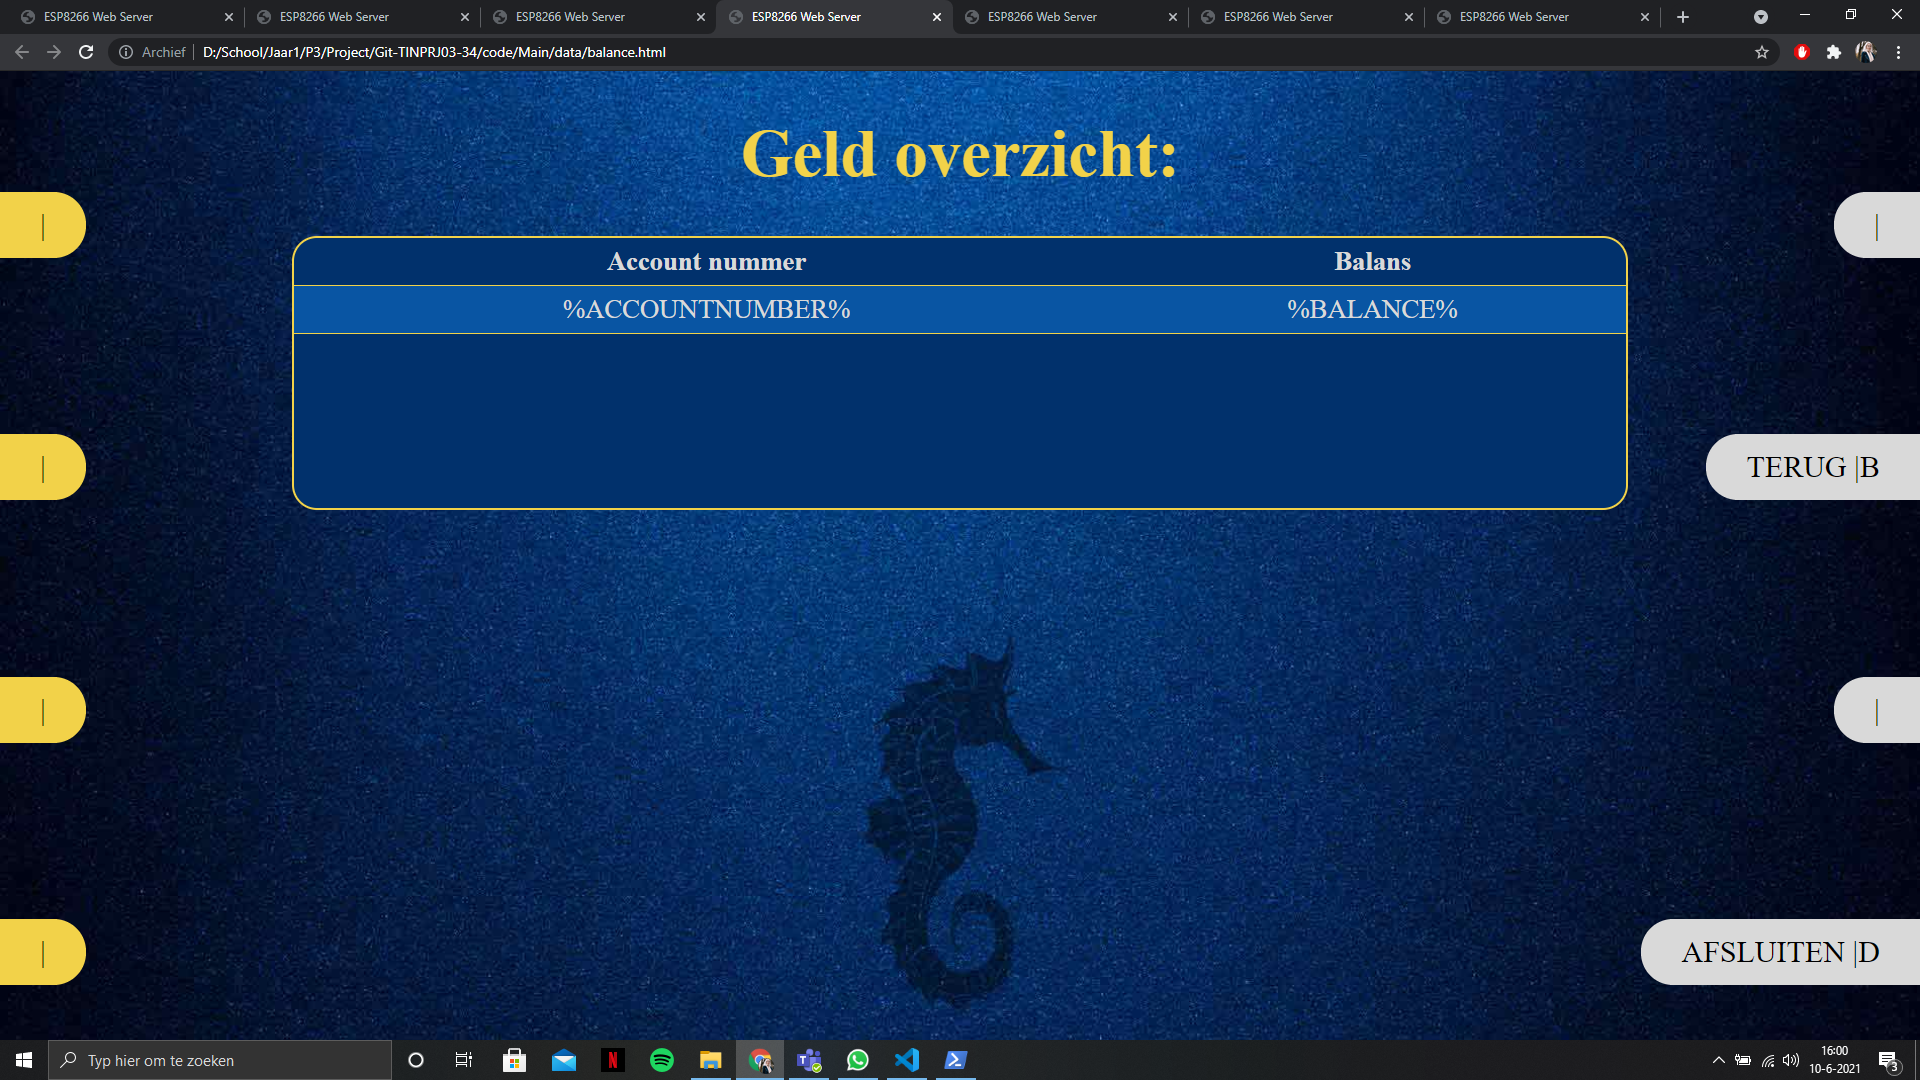 ESP8266 Web Server
ESP8266 Web Server
ESP8266 Web Server
ESP8266 Web Server
ESP8266 Web Server
ESP8266 Web Server
ESP8266 Web Server
Archief
D:/School/Jaar1/P3/Project/Git-TINPRJ03-34/code/Main/data/balance.html
Geld overzicht:
|
|
Account nummer
Balans
%ACCOUNTNUMBER%
%BALANCE%
|
TERUG |B
|
|
|
AFSLUITEN |D
Typ hier om te zoeken
N
T
16:00
10-6-2021
3